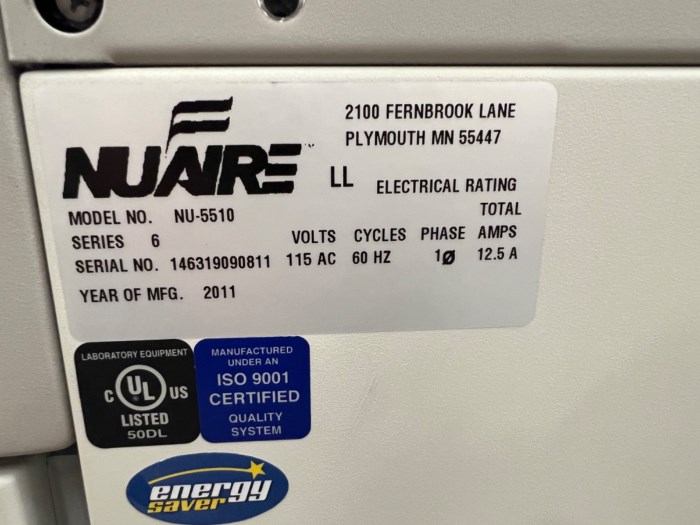 NUAIRE
2100 FERNBROOK LANE
PLYMOUTH MN 55447
LL
ELECTRICAL RATING
TOTAL
MODEL NO. NU-5510
SERIES 6
VOLTS CYCLES PHASE AMPS
SERIAL NO. 146319090811 115 AC 60 HZ 1Ø 12.5 A
YEAR OF MFG. 2011
LABORATORY EQUIPMENT
C UL US
LISTED
50DL
MANUFACTURED
UNDER AN
ISO 9001
CERTIFIED
QUALITY
SYSTEM
energy
saver